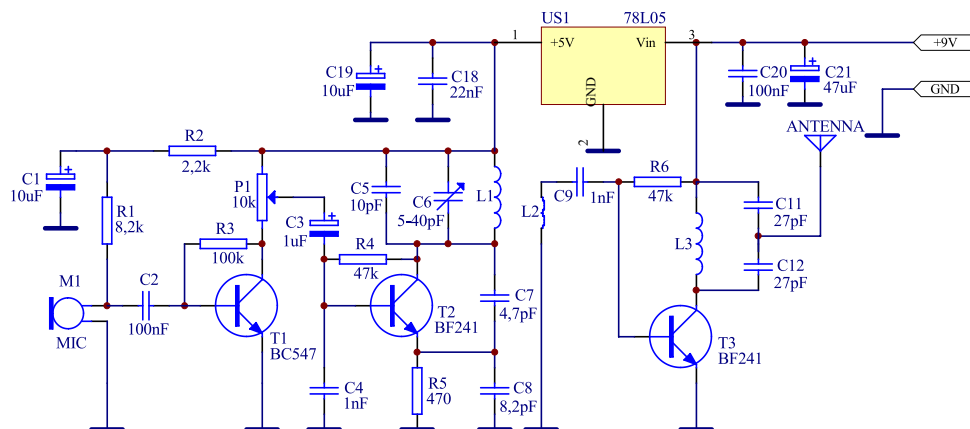 US1
78L05
1
+5V
Vin
3
+9V
C19
10uF
C18
22nF
GND
2
C20
100nF
C21
47uF
GND
ANTENNA
R2
2,2k
C1
10uF
R1
8,2k
P1
10k
C3
1uF
C5
10pF
C6
5-40pF
L1
L2
C9
1nF
R6
47k
C11
27pF
R3
100k
R4
47k
L3
C12
27pF
M1
MIC
C2
100nF
T1
BC547
T2
BF241
C7
4,7pF
T3
BF241
C4
1nF
R5
470
C8
8,2pF